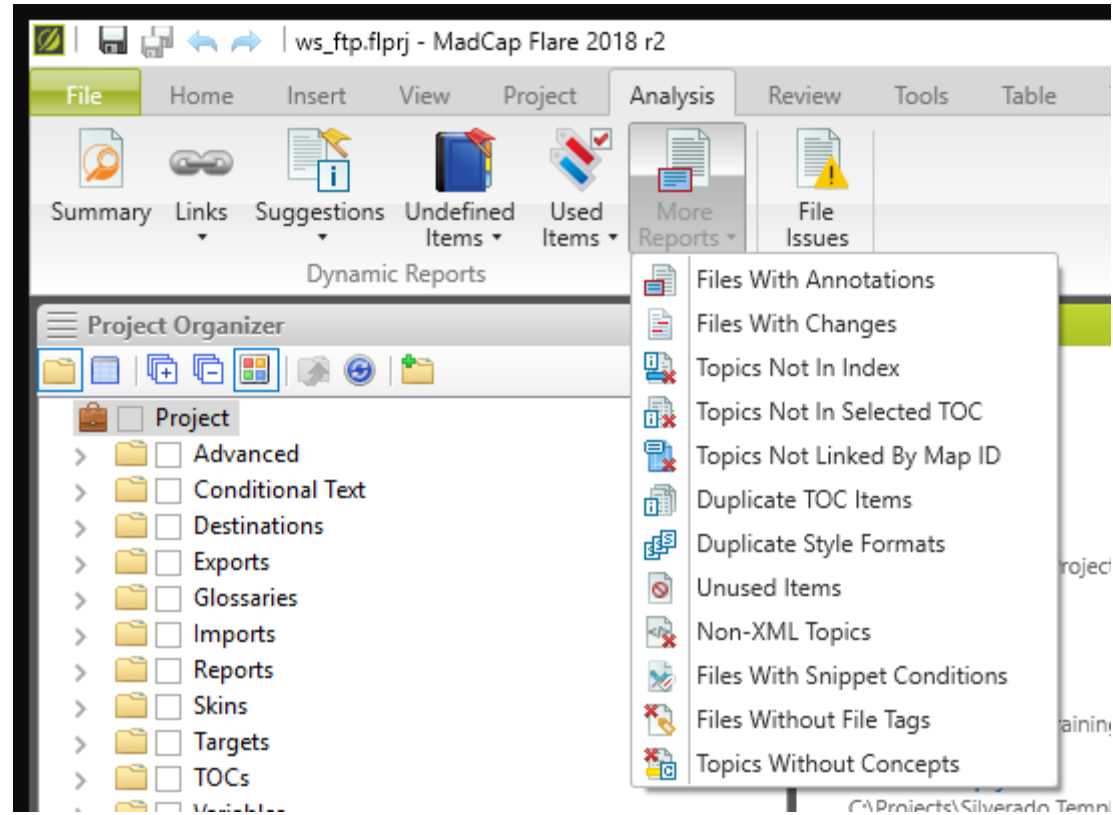 ws_ftp.flprj - MadCap Flare 2018 r2
File Home Insert View Project Analysis Review Tools Table
Summary Links Suggestions Undefined Items Used Items More Reports File Issues
Dynamic Reports
Project Organizer
Project
Advanced
Conditional Text
Destinations
Exports
Glossaries
Imports
Reports
Skins
Targets
TOCs
Variables
Files With Annotations
Files With Changes
Topics Not In Index
Topics Not In Selected TOC
Topics Not Linked By Map ID
Duplicate TOC Items
Duplicate Style Formats
Unused Items
Non-XML Topics
Files With Snippet Conditions
Files Without File Tags
Topics Without Concepts
C:\Projects\Silverado